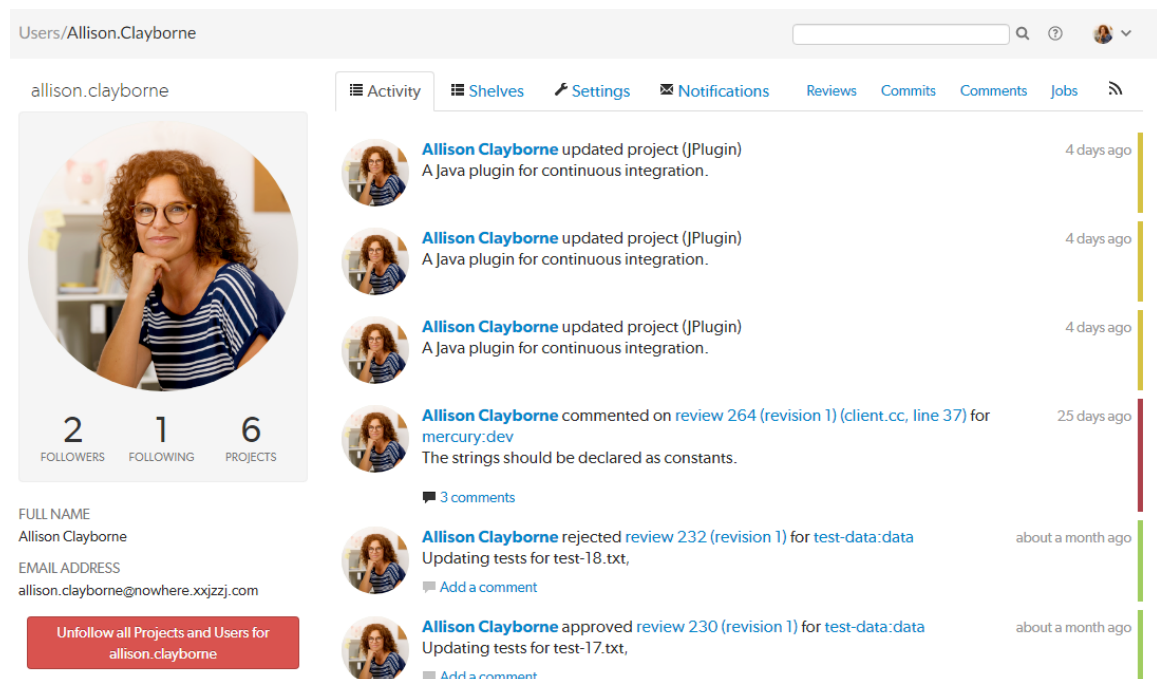 Users/Allison.Clayborne
allison.clayborne
Activity
Shelves
Settings
Notifications
Reviews
Commits
Comments
Jobs
2
FOLLOWERS
1
FOLLOWING
6
PROJECTS
FULL NAME
Allison Clayborne
EMAIL ADDRESS
allison.clayborne@nowhere.xxjzzj.com
Unfollow all Projects and Users for
allison.clayborne
Allison Clayborne updated project (JPlugin) 4 days ago
A Java plugin for continuous integration.
Allison Clayborne updated project (JPlugin) 4 days ago
A Java plugin for continuous integration.
Allison Clayborne updated project (JPlugin) 4 days ago
A Java plugin for continuous integration.
Allison Clayborne commented on review 264 (revision 1) (client.cc, line 37) for 25 days ago
mercury:dev
The strings should be declared as constants.
3 comments
Allison Clayborne rejected review 232 (revision 1) for test-data:data about a month ago
Updating tests for test-18.txt,
Add a comment
Allison Clayborne approved review 230 (revision 1) for test-data:data about a month ago
Updating tests for test-17.txt,
Add a comment